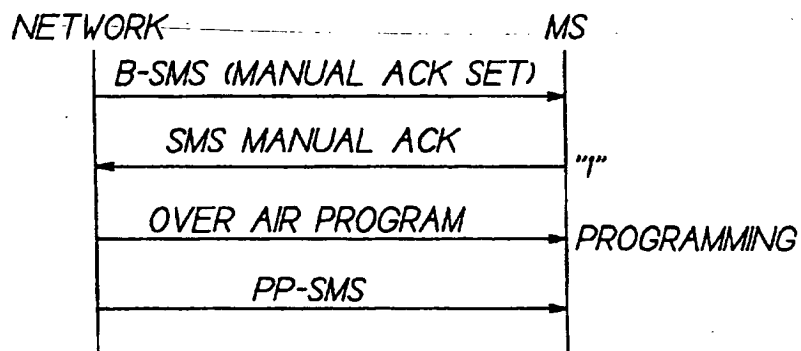 NETWORK MS
B-SMS (MANUAL ACK SET)
SMS MANUAL ACK
"1"
OVER AIR PROGRAM
PROGRAMMING
PP-SMS